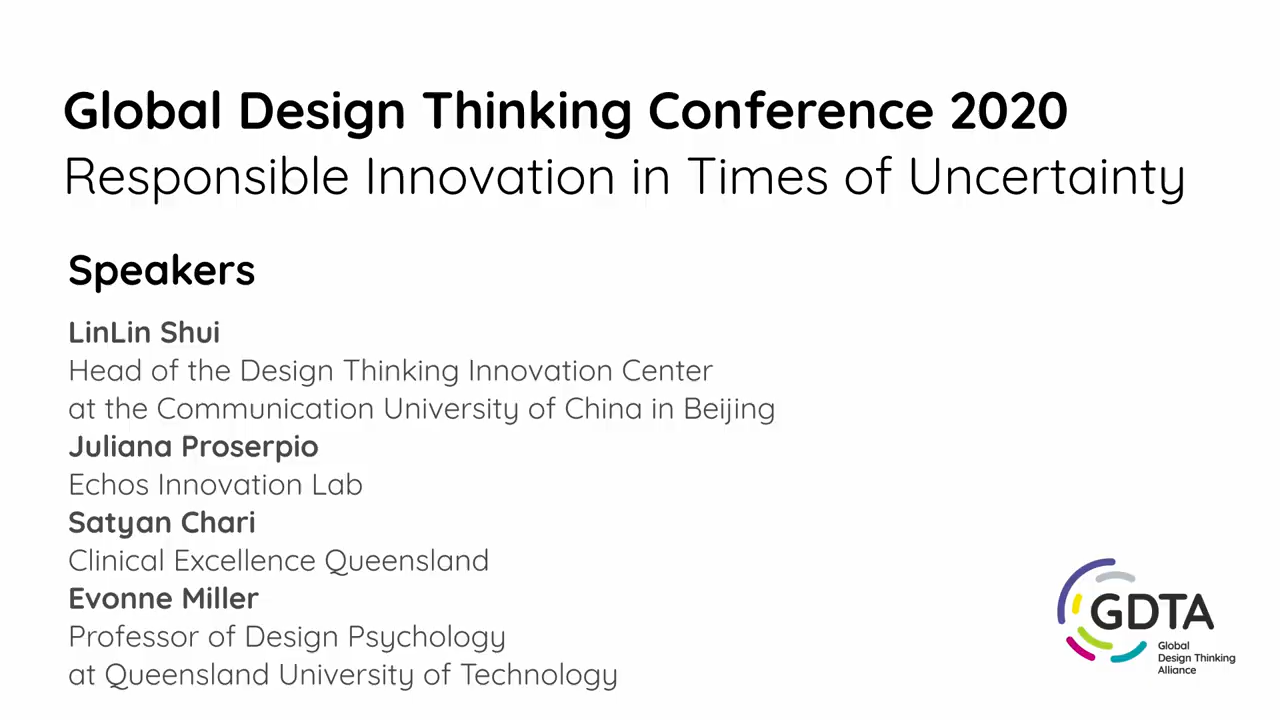 Global Design Thinking Conference 2020
Responsible Innovation in Times of Uncertainty
Speakers
LinLin Shui
Head of the Design Thinking Innovation Center
at the Communication University of China in Beijing
Juliana Proserpio
Echos Innovation Lab
Satyan Chari
Clinical Excellence Queensland
Evonne Miller
Professor of Design Psychology
at Queensland University of Technology
GDTA
Global
Design Thinking
Alliance